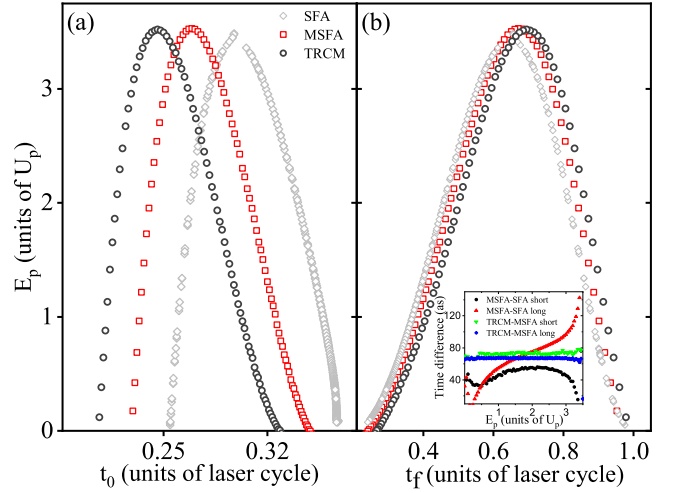 (a)
SFA
MSFA
TRCM
(b)
E_p (units of U_p)
3
2
1
0
0.25
0.32
t_0 (units of laser cycle)
0.4
0.6
0.8
1.0
t_f (units of laser cycle)
MSFA-SFA short
MSFA-SFA long
TRCM-MSFA short
TRCM-MSFA long
Time difference (as)
120
80
40
1
2
3
E_p (units of U_p)